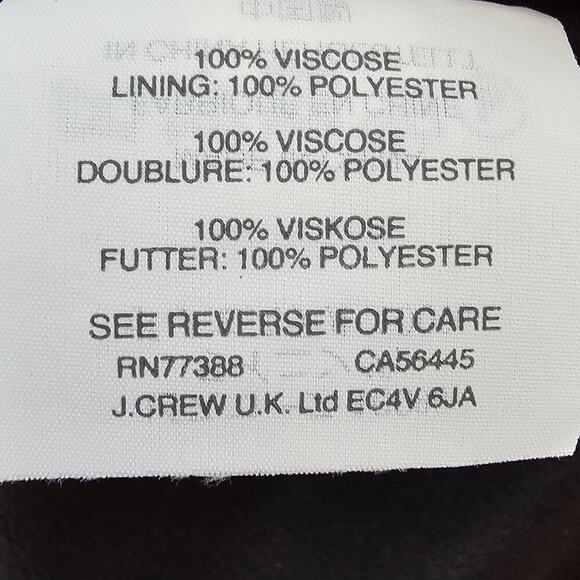 100% VISCOSE
LINING: 100% POLYESTER
100% VISCOSE
DOUBLURE: 100% POLYESTER
100% VISKOSE
FUTTER: 100% POLYESTER
SEE REVERSE FOR CARE
RN77388 CA56445
J.CREW U.K. Ltd EC4V 6JA